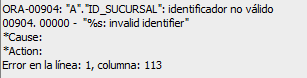 ORA-00904: "A"."ID_SUCURSAL": identificador no válido
00904. 00000 -  "%s: invalid identifier"
*Cause:
*Action:
Error en la línea: 1, columna: 113